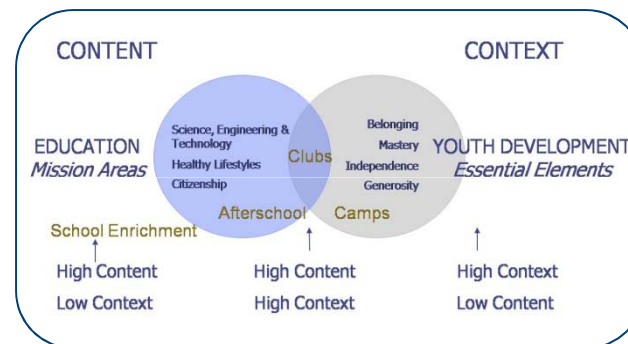 CONTENT
CONTEXT
EDUCATION
Mission Areas
Science, Engineering &
Technology
Healthy Lifestyles
Citizenship
Clubs
Belonging
Mastery
Independence
Generosity
YOUTH DEVELOPMENT
Essential Elements
School Enrichment
Afterschool
Camps
High Content
Low Context
High Content
High Context
High Context
Low Content